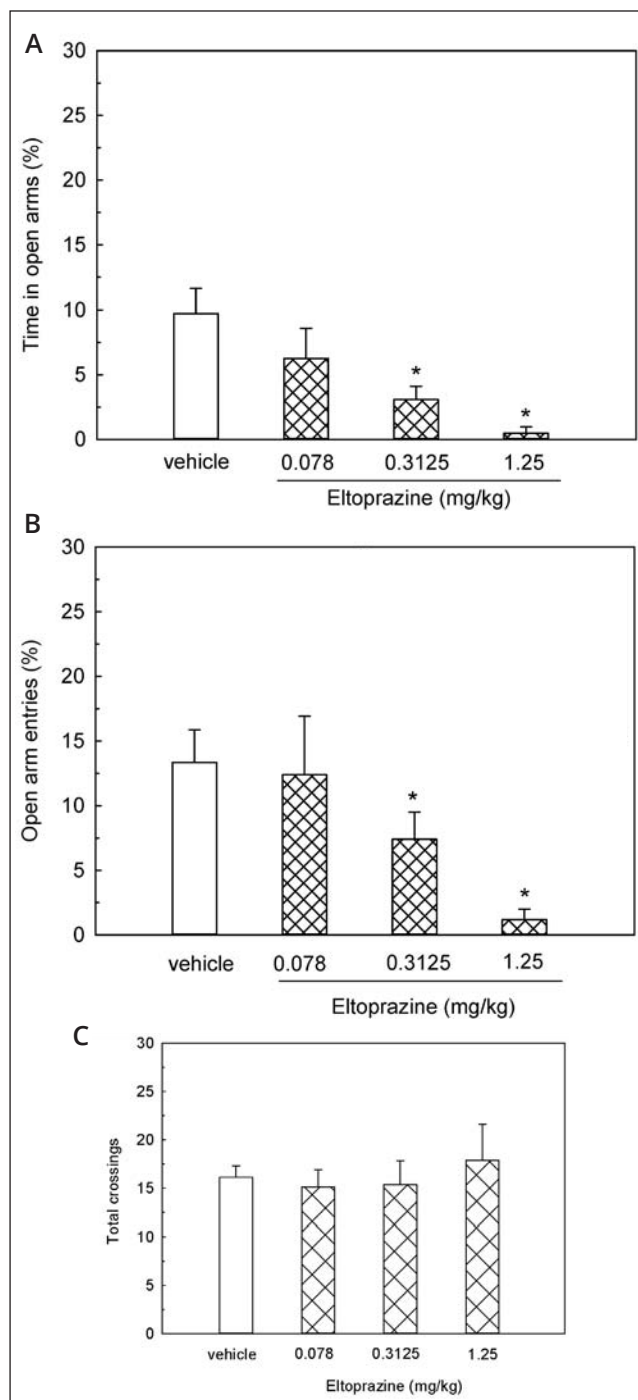 A
30
25
20
15
10
5
0
Time in open arms (%)
*
*
vehicle 0.078 0.3125 1.25
Eltoprazine (mg/kg)
B
30
25
20
15
10
5
0
Open arm entries (%)
*
*
vehicle 0.078 0.3125 1.25
Eltoprazine (mg/kg)
C
30
25
20
15
10
5
0
Total crossings
vehicle 0.078 0.3125 1.25
Eltoprazine (mg/kg)